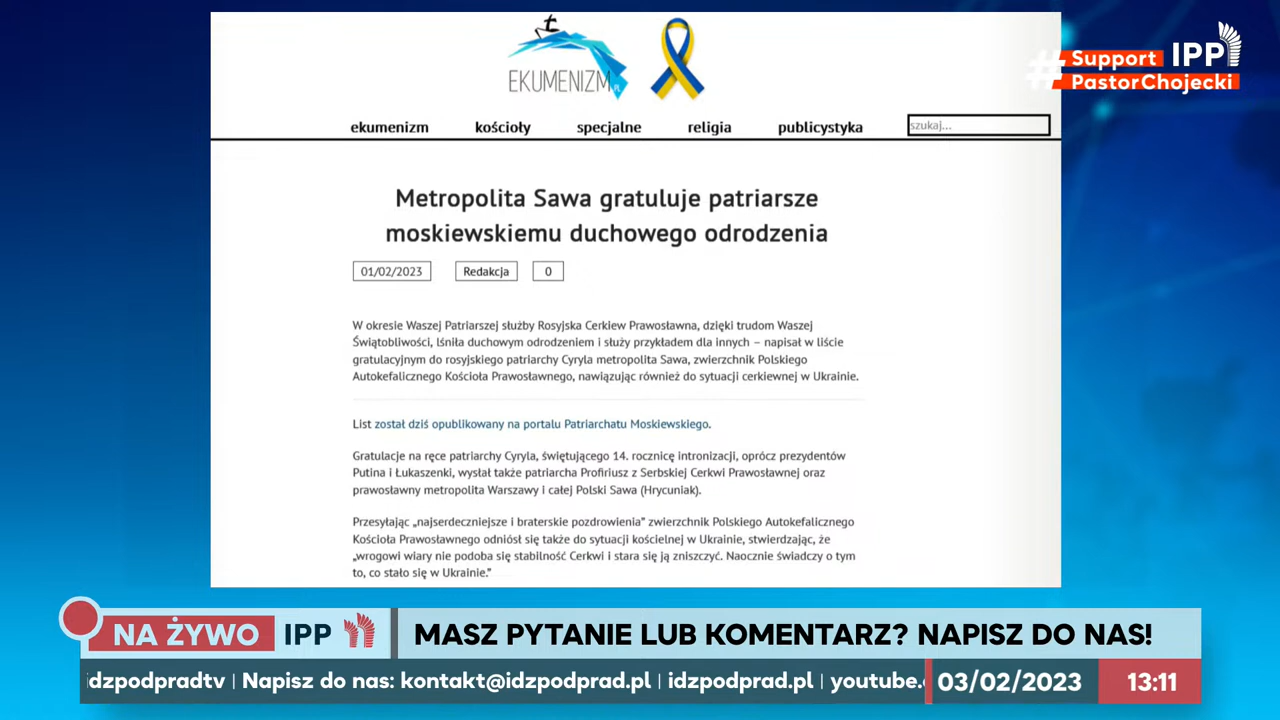 EKUMENIZM.PL
#Support IPP
PastorChojecki
ekumenizm kościoły specjalne religia publicystyka szukaj...
Metropolita Sawa gratuluje patriarsze
moskiewskiemu duchowego odrodzenia
01/02/2023 Redakcja 0
W okresie Waszej Patriarszej służby Rosyjska Cerkiew Prawosławna, dzięki trudom Waszej
Świątobliwości, lśniła duchowym odrodzeniem i służy przykładem dla innych – napisał w liście
gratulacyjnym do rosyjskiego patriarchy Cyryla metropolita Sawa, zwierzchnik Polskiego
Autokefalicznego Kościoła Prawosławnego, nawiązując również do sytuacji cerkiewnej w Ukrainie.
List został dziś opublikowany na portalu Patriarchatu Moskiewskiego.
Gratulacje na ręce patriarchy Cyryla, świętującego 14. rocznicę intronizacji, oprócz prezydentów
Putina i Łukaszenki, wysłał także patriarcha Profiriusz z Serbskiej Cerkwi Prawosławnej oraz
prawosławny metropolita Warszawy i całej Polski Sawa (Hrycuniak).
Przesyłając „najserdeczniejsze i braterskie pozdrowienia” zwierzchnik Polskiego Autokefalicznego
Kościoła Prawosławnego odniósł się także do sytuacji kościelnej w Ukrainie, stwierdzając, że
„wrogowi wiary nie podoba się stabilność Cerkwi i stara się ją zniszczyć. Naocznie świadczy o tym
to, co stało się w Ukrainie.”
NA ŻYWO IPP MASZ PYTANIE LUB KOMENTARZ? NAPISZ DO NAS!
idzpodpradtv | Napisz do nas: kontakt@idzpodprad.pl | idzpodprad.pl | youtube. 03/02/2023 13:11